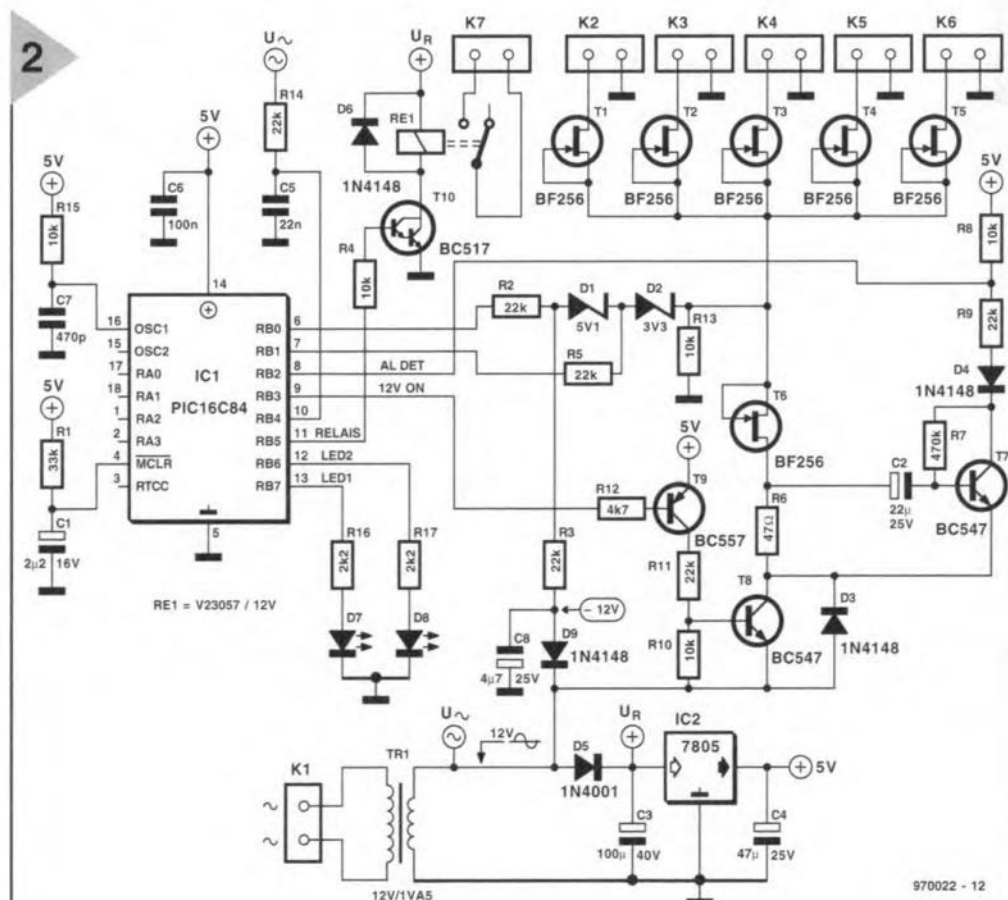 2
U∼
R14
22k
C5
22n
5V
C6
100n
5V
R15
10k
C7
470p
5V
R1
33k
C1
2µ2 16V
UR
D6
1N4148
RE1
T10
BC517
R4
10k
K7
K2
K3
K4
K5
K6
T1
BF256
T2
BF256
T3
BF256
T4
BF256
T5
BF256
5V
R8
10k
R9
22k
D4
1N4148
IC1
PIC16C84
14
16 OSC1
15 OSC2
17 RA0
18 RA1
1 RA2
2 RA3
4 MCLR
3 RTCC
5
RB0 6
RB1 7
RB2 8 AL DET
RB3 9 12V ON
RB4 10
RB5 11 RELAIS
RB6 12 LED2
RB7 13 LED1
R2
22k
D1
5V1
D2
3V3
R13
10k
R5
22k
T6
BF256
R7
470k
T7
BC547
C2
22µ
25V
R6
47Ω
5V
T9
BC557
R12
4k7
R11
22k
R10
10k
T8
BC547
D3
1N4148
R3
22k
- 12V
D9
1N4148
C8
4µ7 25V
R16
2k2
R17
2k2
D7
D8
RE1 = V23057 / 12V
K1
∼
∼
TR1
12V/1VA5
U∼
12V
D5
1N4001
UR
IC2
7805
5V
C3
100µ 40V
C4
47µ 25V
970022 - 12